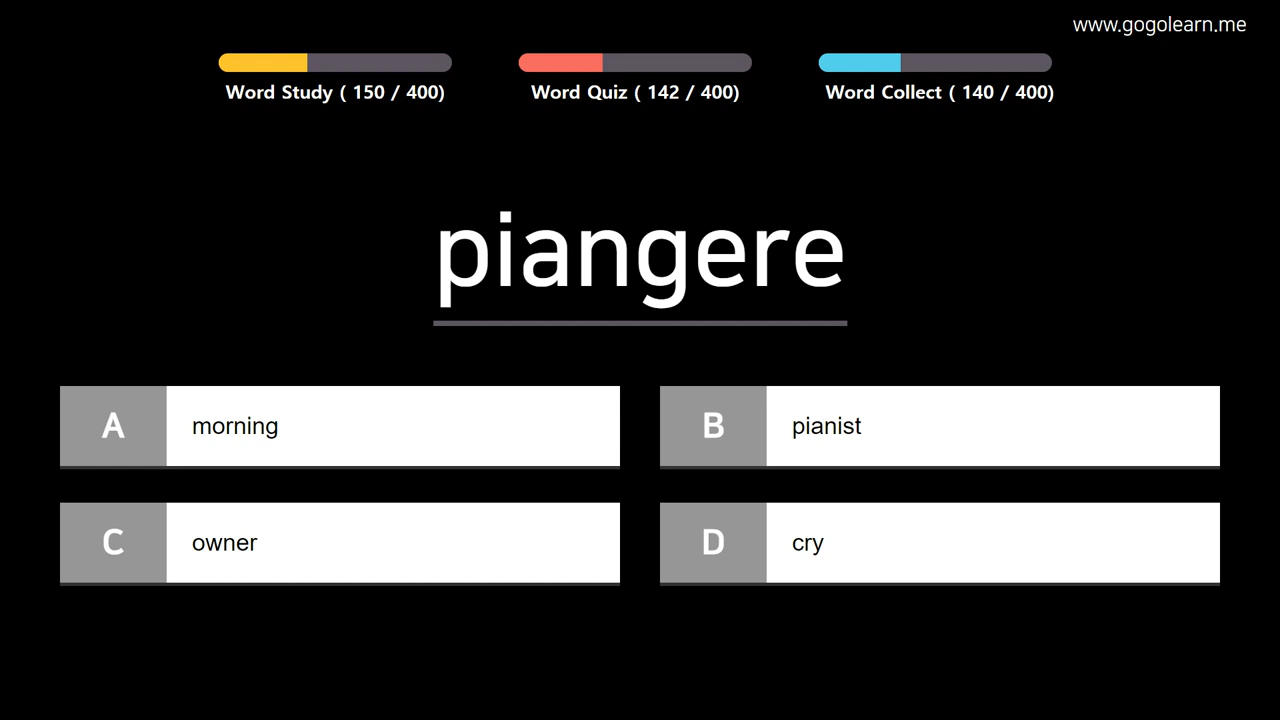 www.gogolearn.me
Word Study ( 150 / 400)
Word Quiz ( 142 / 400)
Word Collect ( 140 / 400)
piangere
A morning
B pianist
C owner
D cry